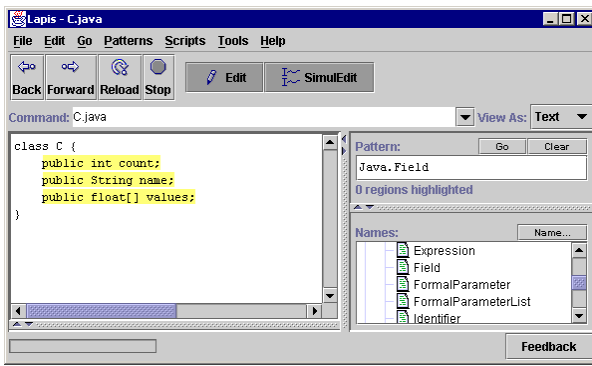 Lapis - C.java
File Edit Go Patterns Scripts Tools Help
Back Forward Reload Stop Edit SimulEdit
Command: C.java View As: Text
class C {
public int count;
public String name;
public float[] values;
}
Pattern: Go Clear
Java.Field
0 regions highlighted
Names: Name...
Expression
Field
FormalParameter
FormalParameterList
Identifier
Feedback